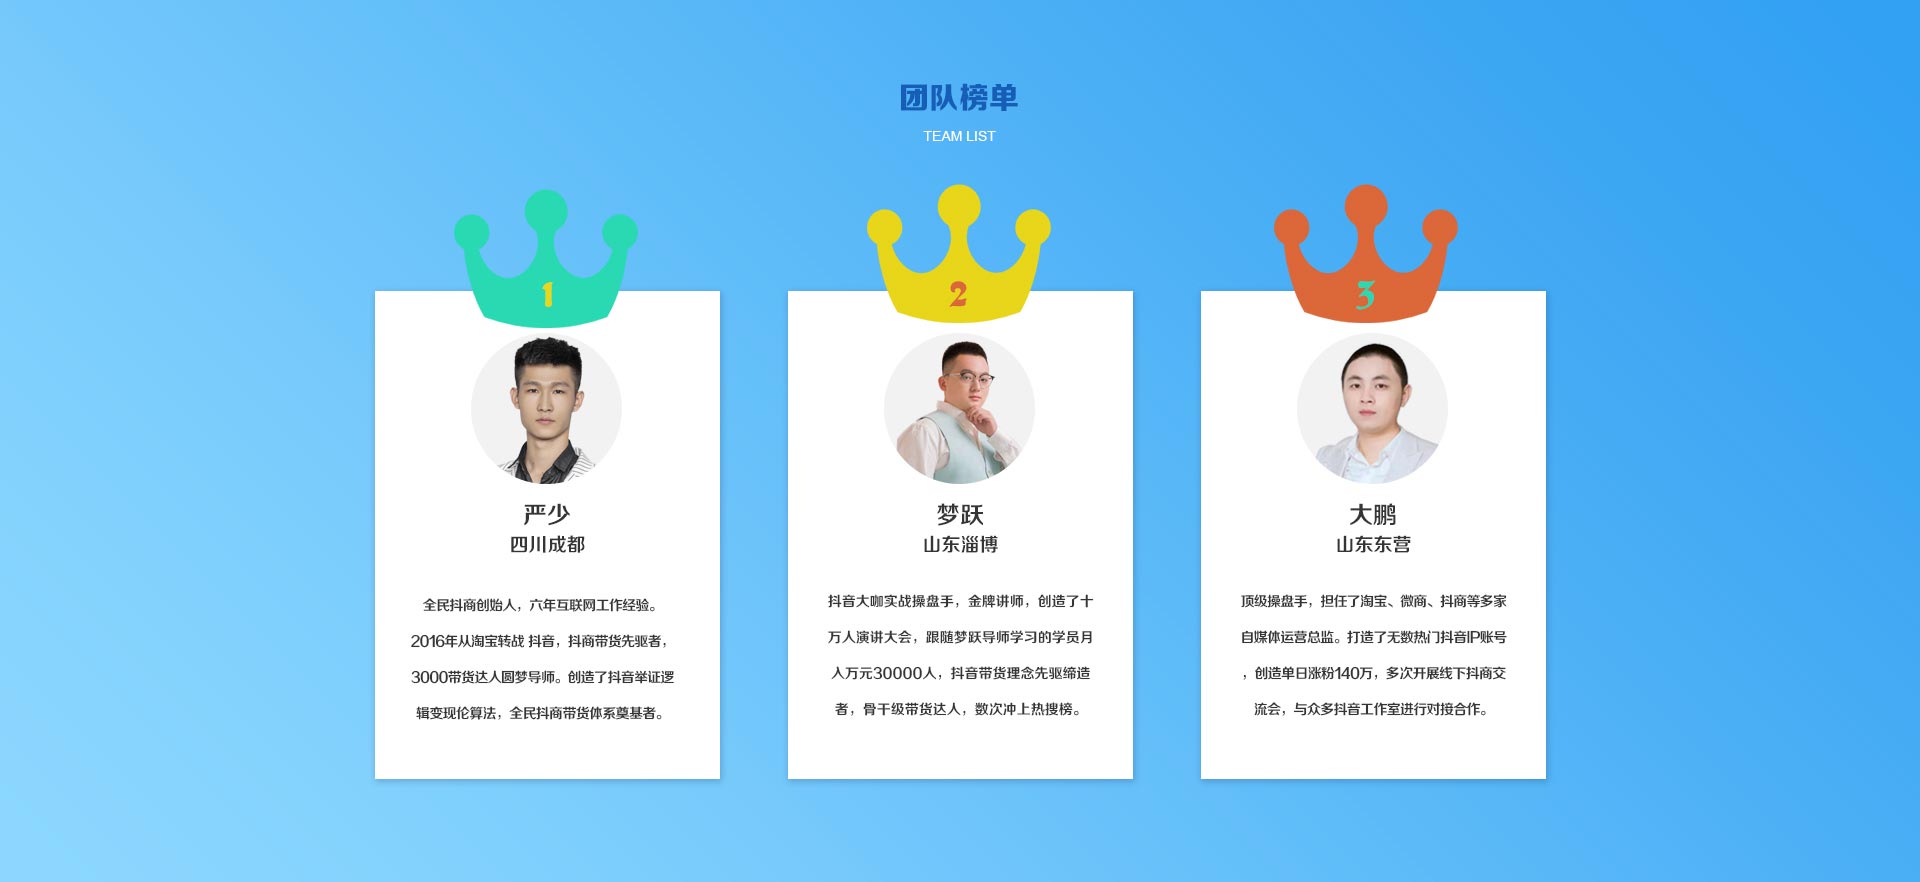 团队榜单
TEAM LIST
1
严少
四川成都
全民抖商创始人，六年互联网工作经验。
2016年从淘宝转战 抖音，抖商带货先驱者，
3000带货达人圆梦导师。创造了抖音举证逻
辑变现伦算法，全民抖商带货体系奠基者。
2
梦跃
山东淄博
抖音大咖实战操盘手，金牌讲师，创造了十
万人演讲大会，跟随梦跃导师学习的学员月
人万元30000人，抖音带货理念先驱缔造
者，骨干级带货达人，数次冲上热搜榜。
3
大鹏
山东东营
顶级操盘手，担任了淘宝、微商、抖商等多家
自媒体运营总监。打造了无数热门抖音IP账号
，创造单日涨粉140万，多次开展线下抖商交
流会，与众多抖音工作室进行对接合作。